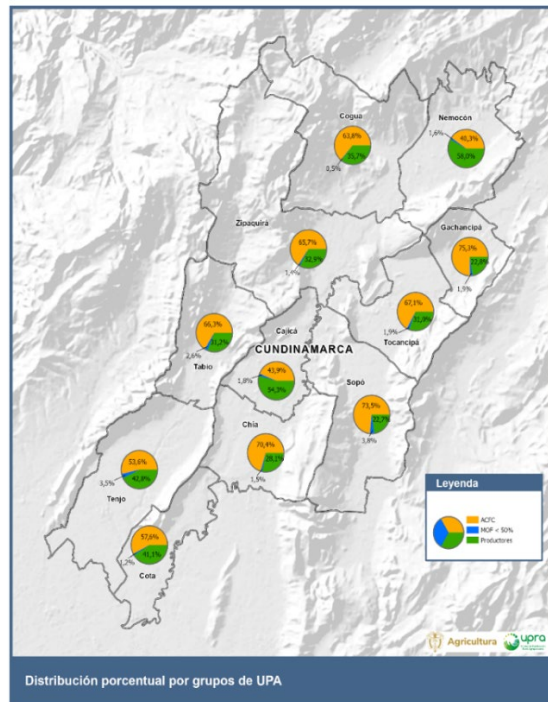 Cogua
63,8%
35,7%
0,5%
Nemocón
1,6%
40,3%
58,0%
Zipaquirá
65,7%
32,9%
1,4%
Gachancipá
75,3%
22,8%
1,9%
67,1%
1,9%
Tocancipá
66,3%
31,2%
2,6%
Tabio
Cajicá
CUNDINAMARCA
43,9%
1,8%
54,3%
Sopó
73,5%
22,7%
3,8%
Chía
70,4%
28,1%
1,5%
53,6%
3,5%
42,8%
Tenjo
57,6%
41,1%
1,2%
Cota
Leyenda
ACFC
MOF < 50%
Productores
Agricultura
upra
Distribución porcentual por grupos de UPA